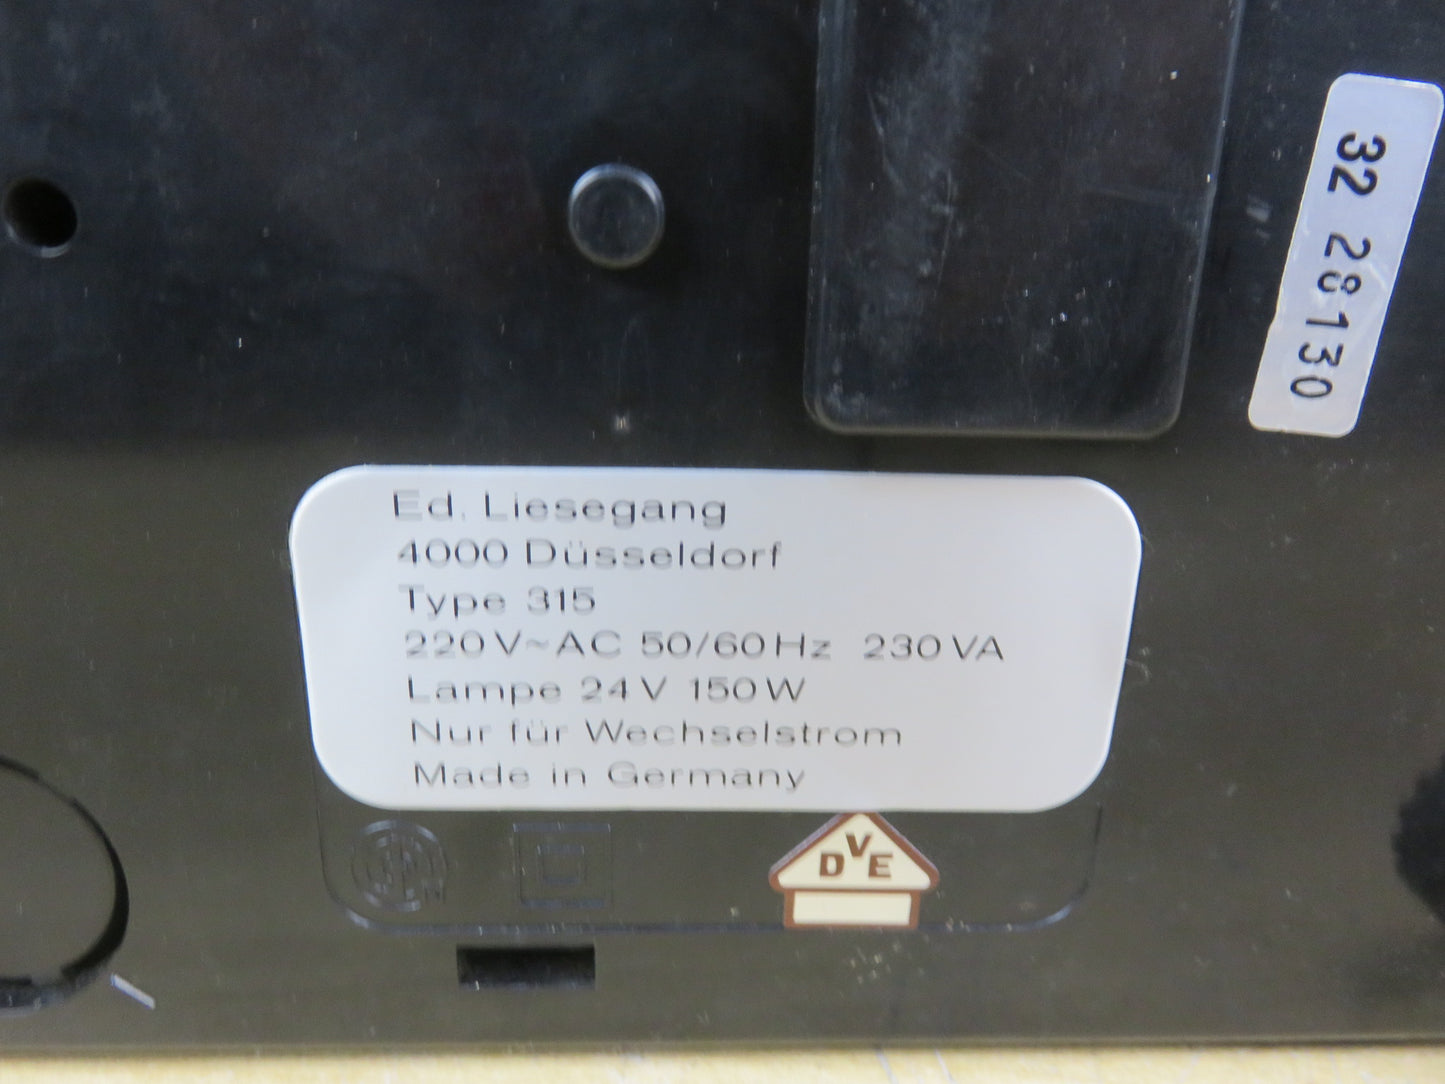 32 28130
Ed. Liesegang
4000 Düsseldorf
Type 315
220V~AC 50/60Hz 230VA
Lampe 24V 150W
Nur für Wechselstrom
Made in Germany
DVE